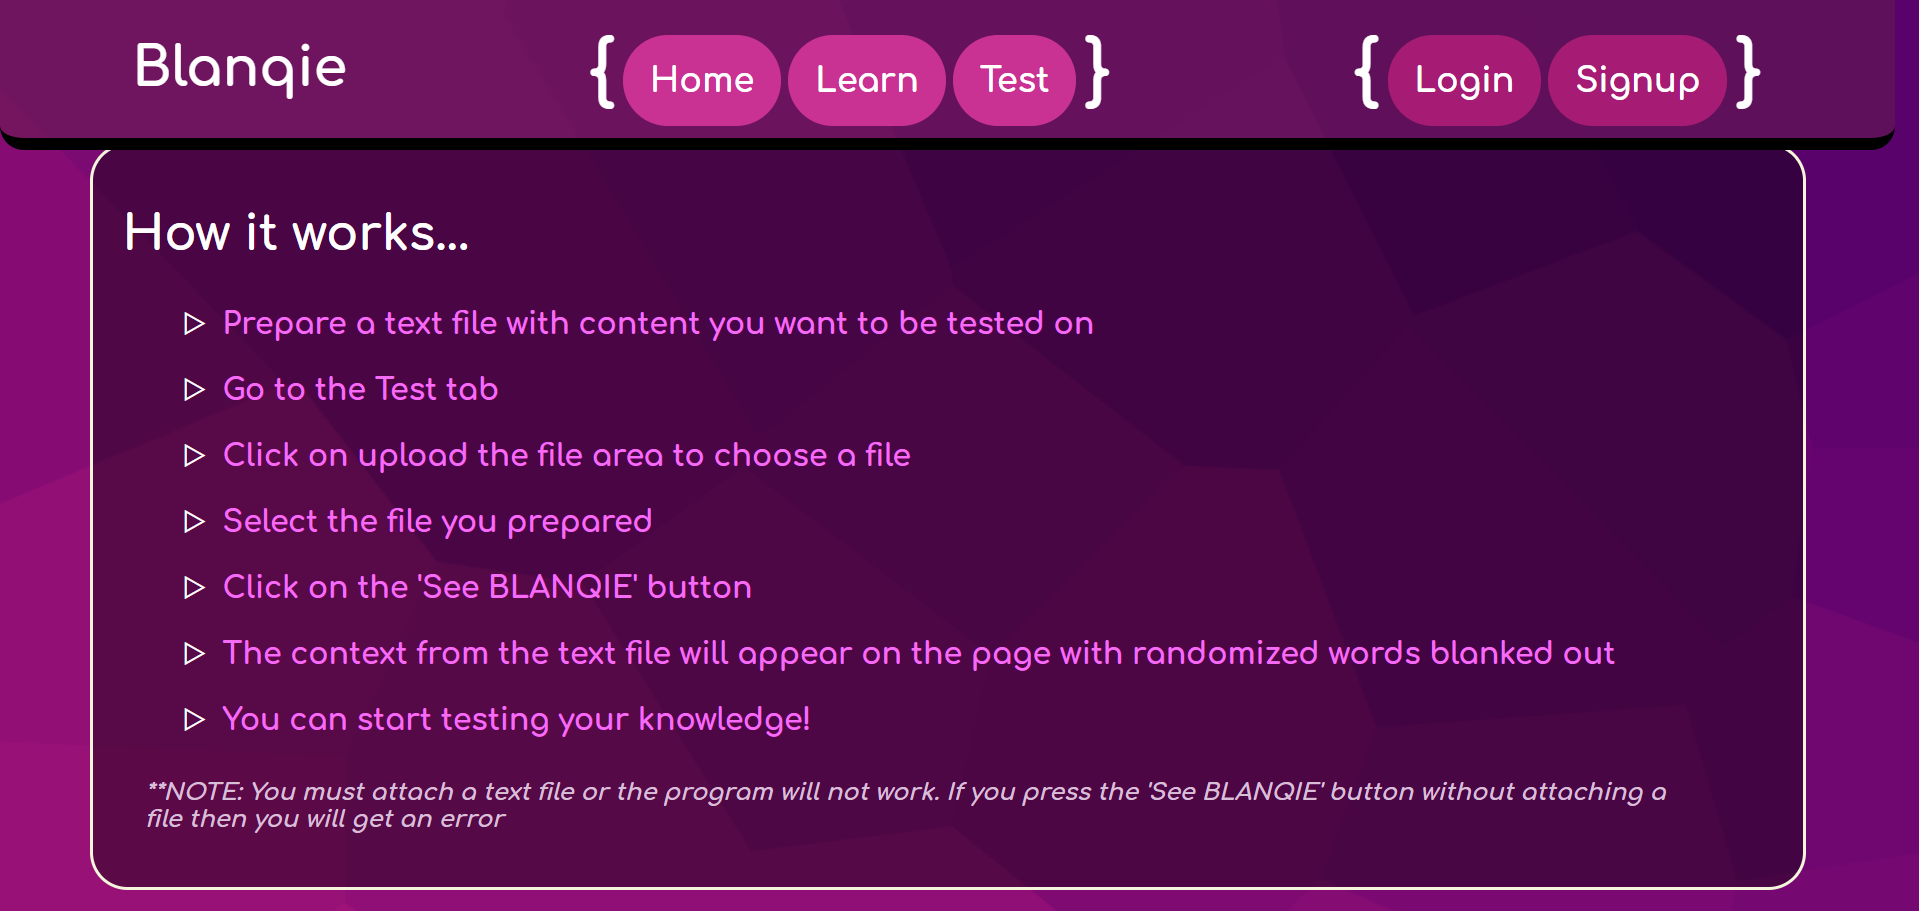 Blanqie
{ Home Learn Test }
{ Login Signup }
How it works...
▷ Prepare a text file with content you want to be tested on
▷ Go to the Test tab
▷ Click on upload the file area to choose a file
▷ Select the file you prepared
▷ Click on the 'See BLANQIE' button
▷ The context from the text file will appear on the page with randomized words blanked out
▷ You can start testing your knowledge!
**NOTE: You must attach a text file or the program will not work. If you press the 'See BLANQIE' button without attaching a
file then you will get an error